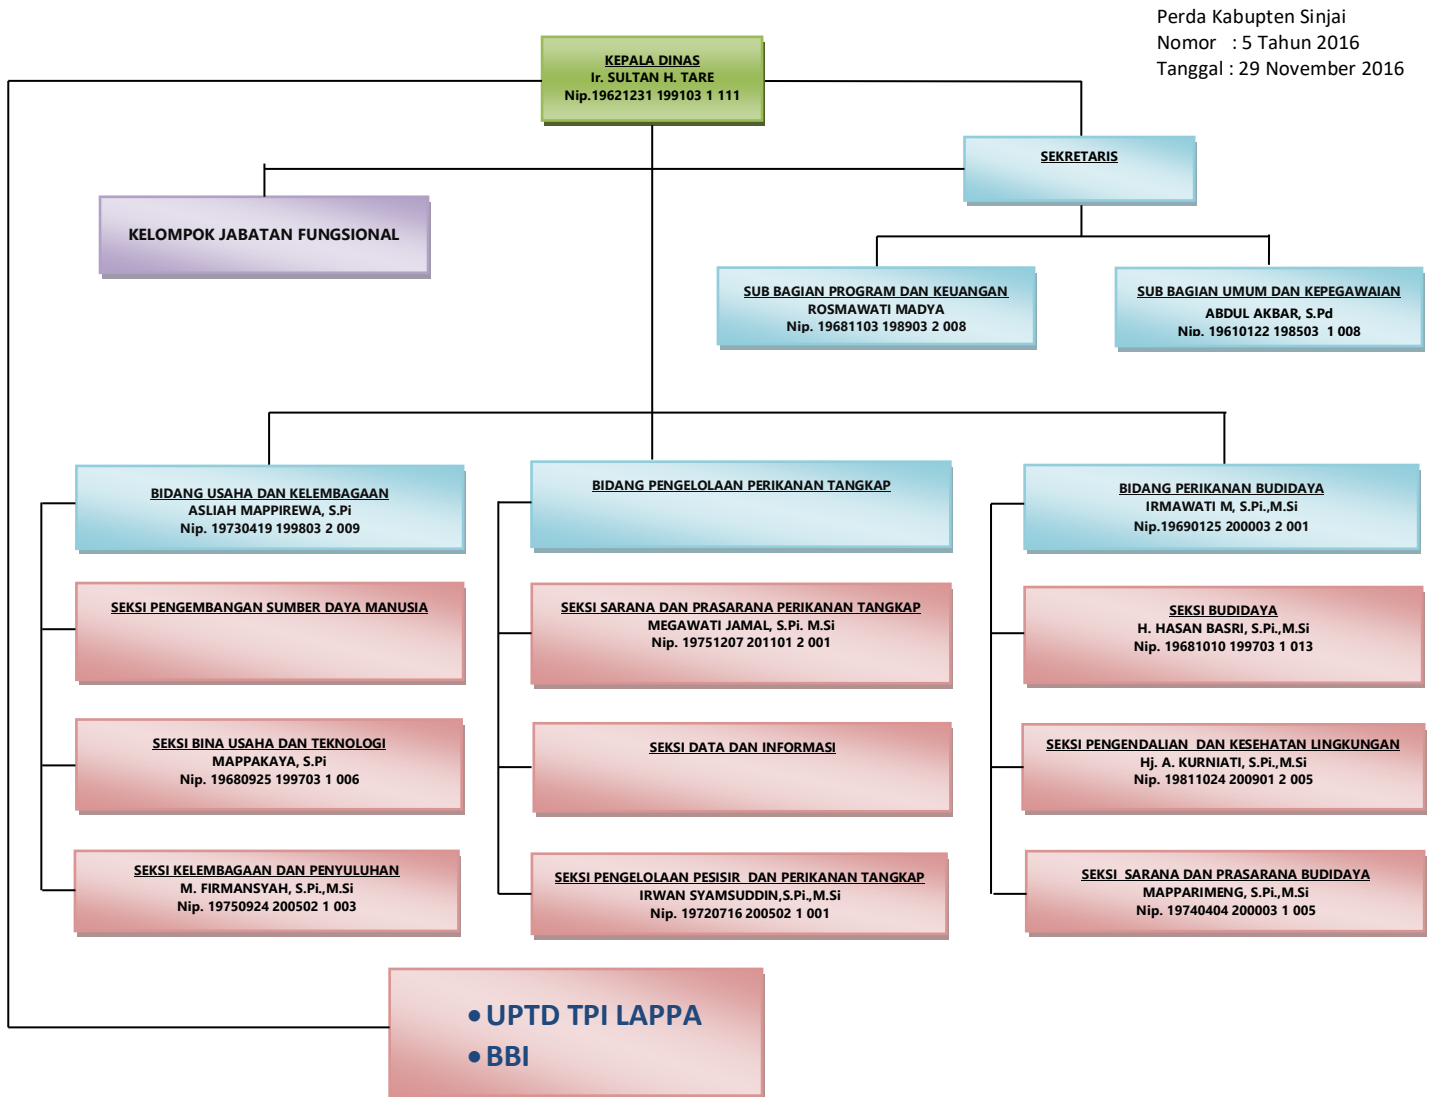 Perda Kabupten Sinjai
Nomor : 5 Tahun 2016
Tanggal : 29 November 2016
KEPALA DINAS
Ir. SULTAN H. TARE
Nip.19621231 199103 1 111
SEKRETARIS
KELOMPOK JABATAN FUNGSIONAL
SUB BAGIAN PROGRAM DAN KEUANGAN
ROSMAWATI MADYA
Nip. 19681103 198903 2 008
SUB BAGIAN UMUM DAN KEPEGAWAIAN
ABDUL AKBAR, S.Pd
Nip. 19610122 198503 1 008
BIDANG USAHA DAN KELEMBAGAAN
ASLIAH MAPPIREWA, S.Pi
Nip. 19730419 199803 2 009
BIDANG PENGELOLAAN PERIKANAN TANGKAP
BIDANG PERIKANAN BUDIDAYA
IRMAWATI M, S.Pi.,M.Si
Nip.19690125 200003 2 001
SEKSI PENGEMBANGAN SUMBER DAYA MANUSIA
SEKSI SARANA DAN PRASARANA PERIKANAN TANGKAP
MEGAWATI JAMAL, S.Pi. M.Si
Nip. 19751207 201101 2 001
SEKSI BUDIDAYA
H. HASAN BASRI, S.Pi.,M.Si
Nip. 19681010 199703 1 013
SEKSI BINA USAHA DAN TEKNOLOGI
MAPPAKAYA, S.Pi
Nip. 19680925 199703 1 006
SEKSI DATA DAN INFORMASI
SEKSI PENGENDALIAN DAN KESEHATAN LINGKUNGAN
Hj. A. KURNIATI, S.Pi.,M.Si
Nip. 19811024 200901 2 005
SEKSI KELEMBAGAAN DAN PENYULUHAN
M. FIRMANSYAH, S.Pi.,M.Si
Nip. 19750924 200502 1 003
SEKSI PENGELOLAAN PESISIR DAN PERIKANAN TANGKAP
IRWAN SYAMSUDDIN,S.Pi.,M.Si
Nip. 19720716 200502 1 001
SEKSI SARANA DAN PRASARANA BUDIDAYA
MAPPARIMENG, S.Pi.,M.Si
Nip. 19740404 200003 1 005
• UPTD TPI LAPPA
• BBI